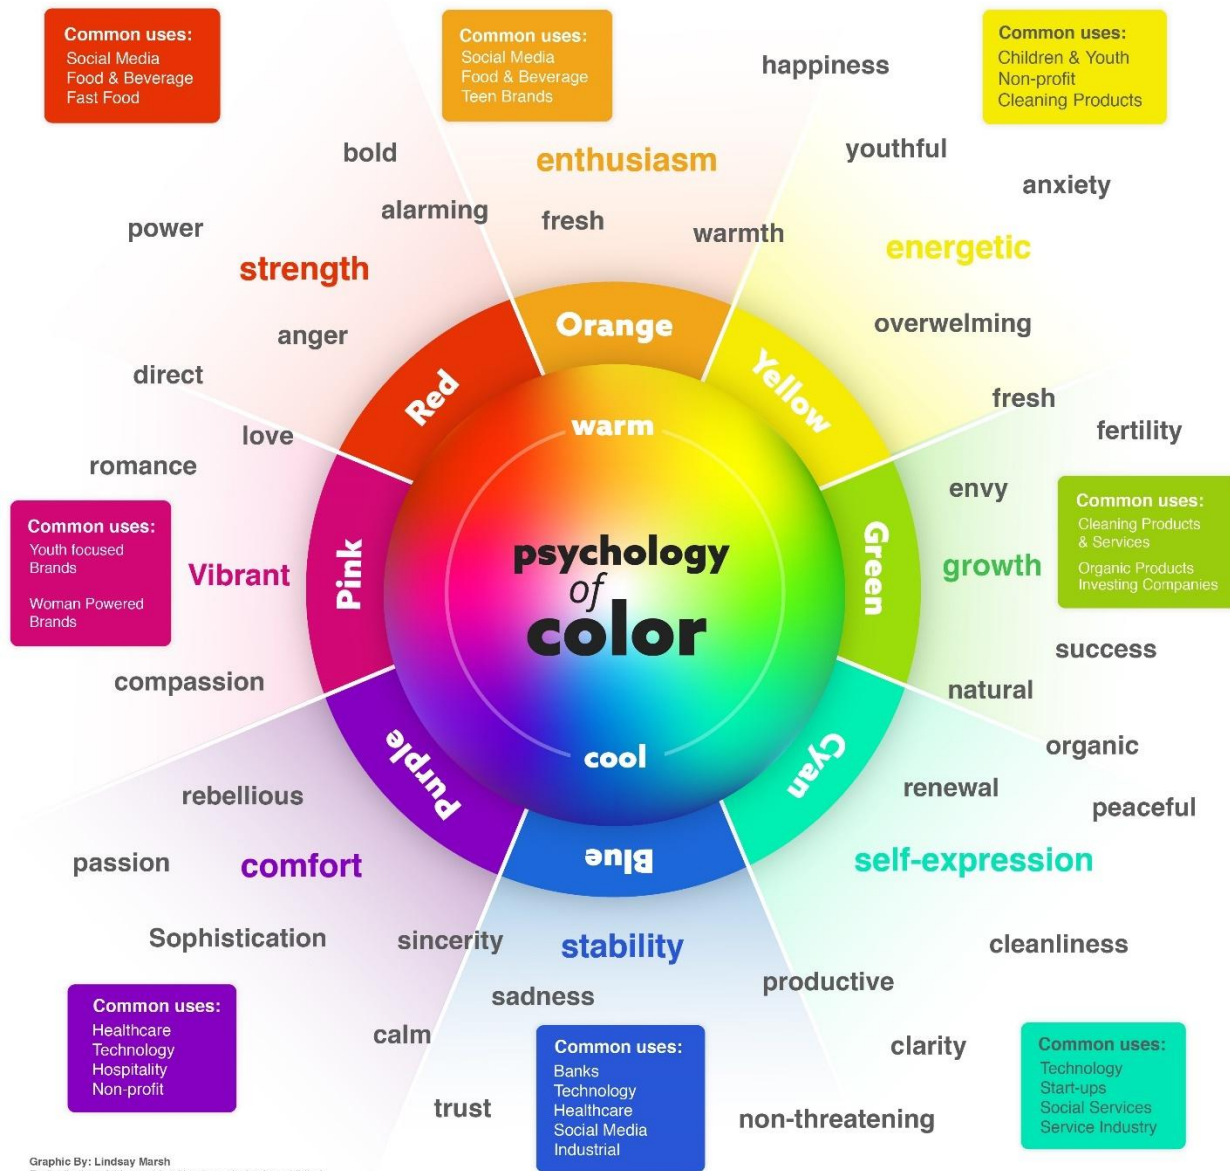 Common uses:
Social Media
Food & Beverage
Fast Food
Common uses:
Social Media
Food & Beverage
Teen Brands
Common uses:
Children & Youth
Non-profit
Cleaning Products
happiness
bold
enthusiasm
youthful
anxiety
power
alarming
fresh
warmth
strength
energetic
anger
overwelming
direct
love
romance
fresh
fertility
Red
Orange
Yellow
warm
envy
Common uses:
Youth focused
Brands
Woman Powered
Brands
Vibrant
Pink
psychology
of
color
Green
growth
Common uses:
Cleaning Products
& Services
Organic Products
Investing Companies
compassion
success
natural
organic
cool
Purple
Blue
Cyan
rebellious
renewal
peaceful
passion
comfort
self-expression
Sophistication
sincerity
stability
cleanliness
sadness
productive
calm
clarity
trust
non-threatening
Common uses:
Healthcare
Technology
Hospitality
Non-profit
Common uses:
Banks
Technology
Healthcare
Social Media
Industrial
Common uses:
Technology
Start-ups
Social Services
Service Industry
Graphic By: Lindsay Marsh